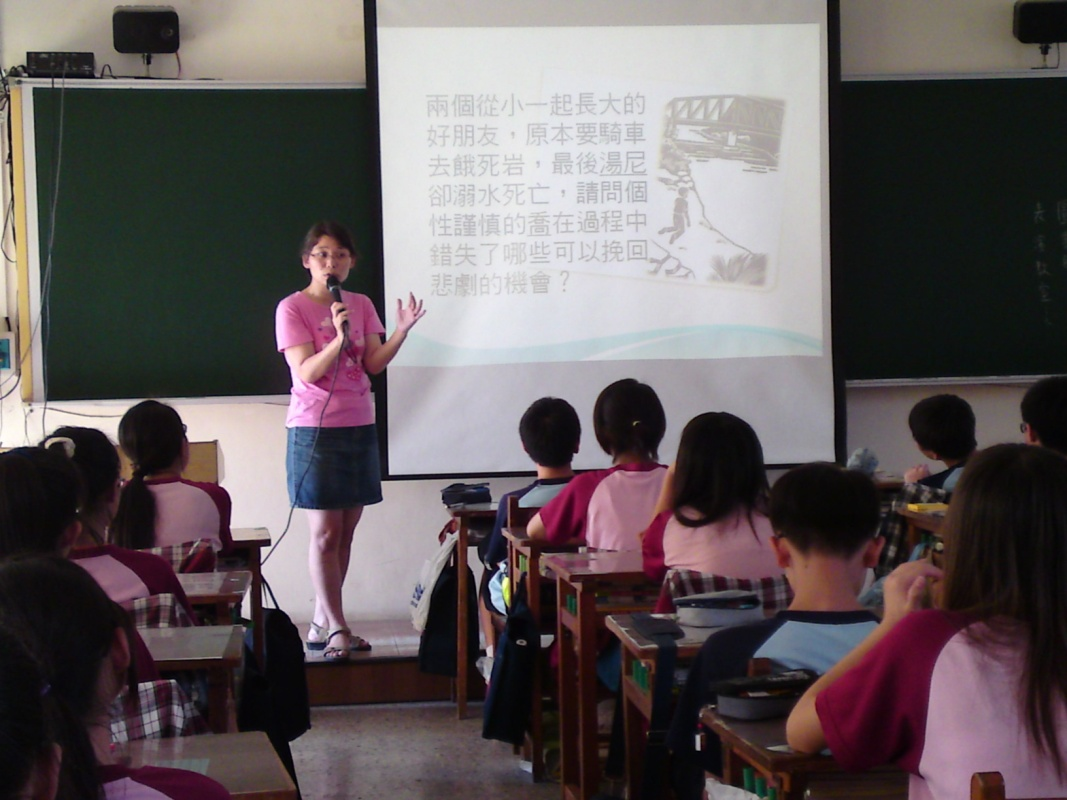 兩個從小一起長大的
好朋友，原本要騎車
去餓死岩，最後湯尼
卻溺水死亡，請問個
性謹慎的喬在過程中
錯失了哪些可以挽回
悲劇的機會？